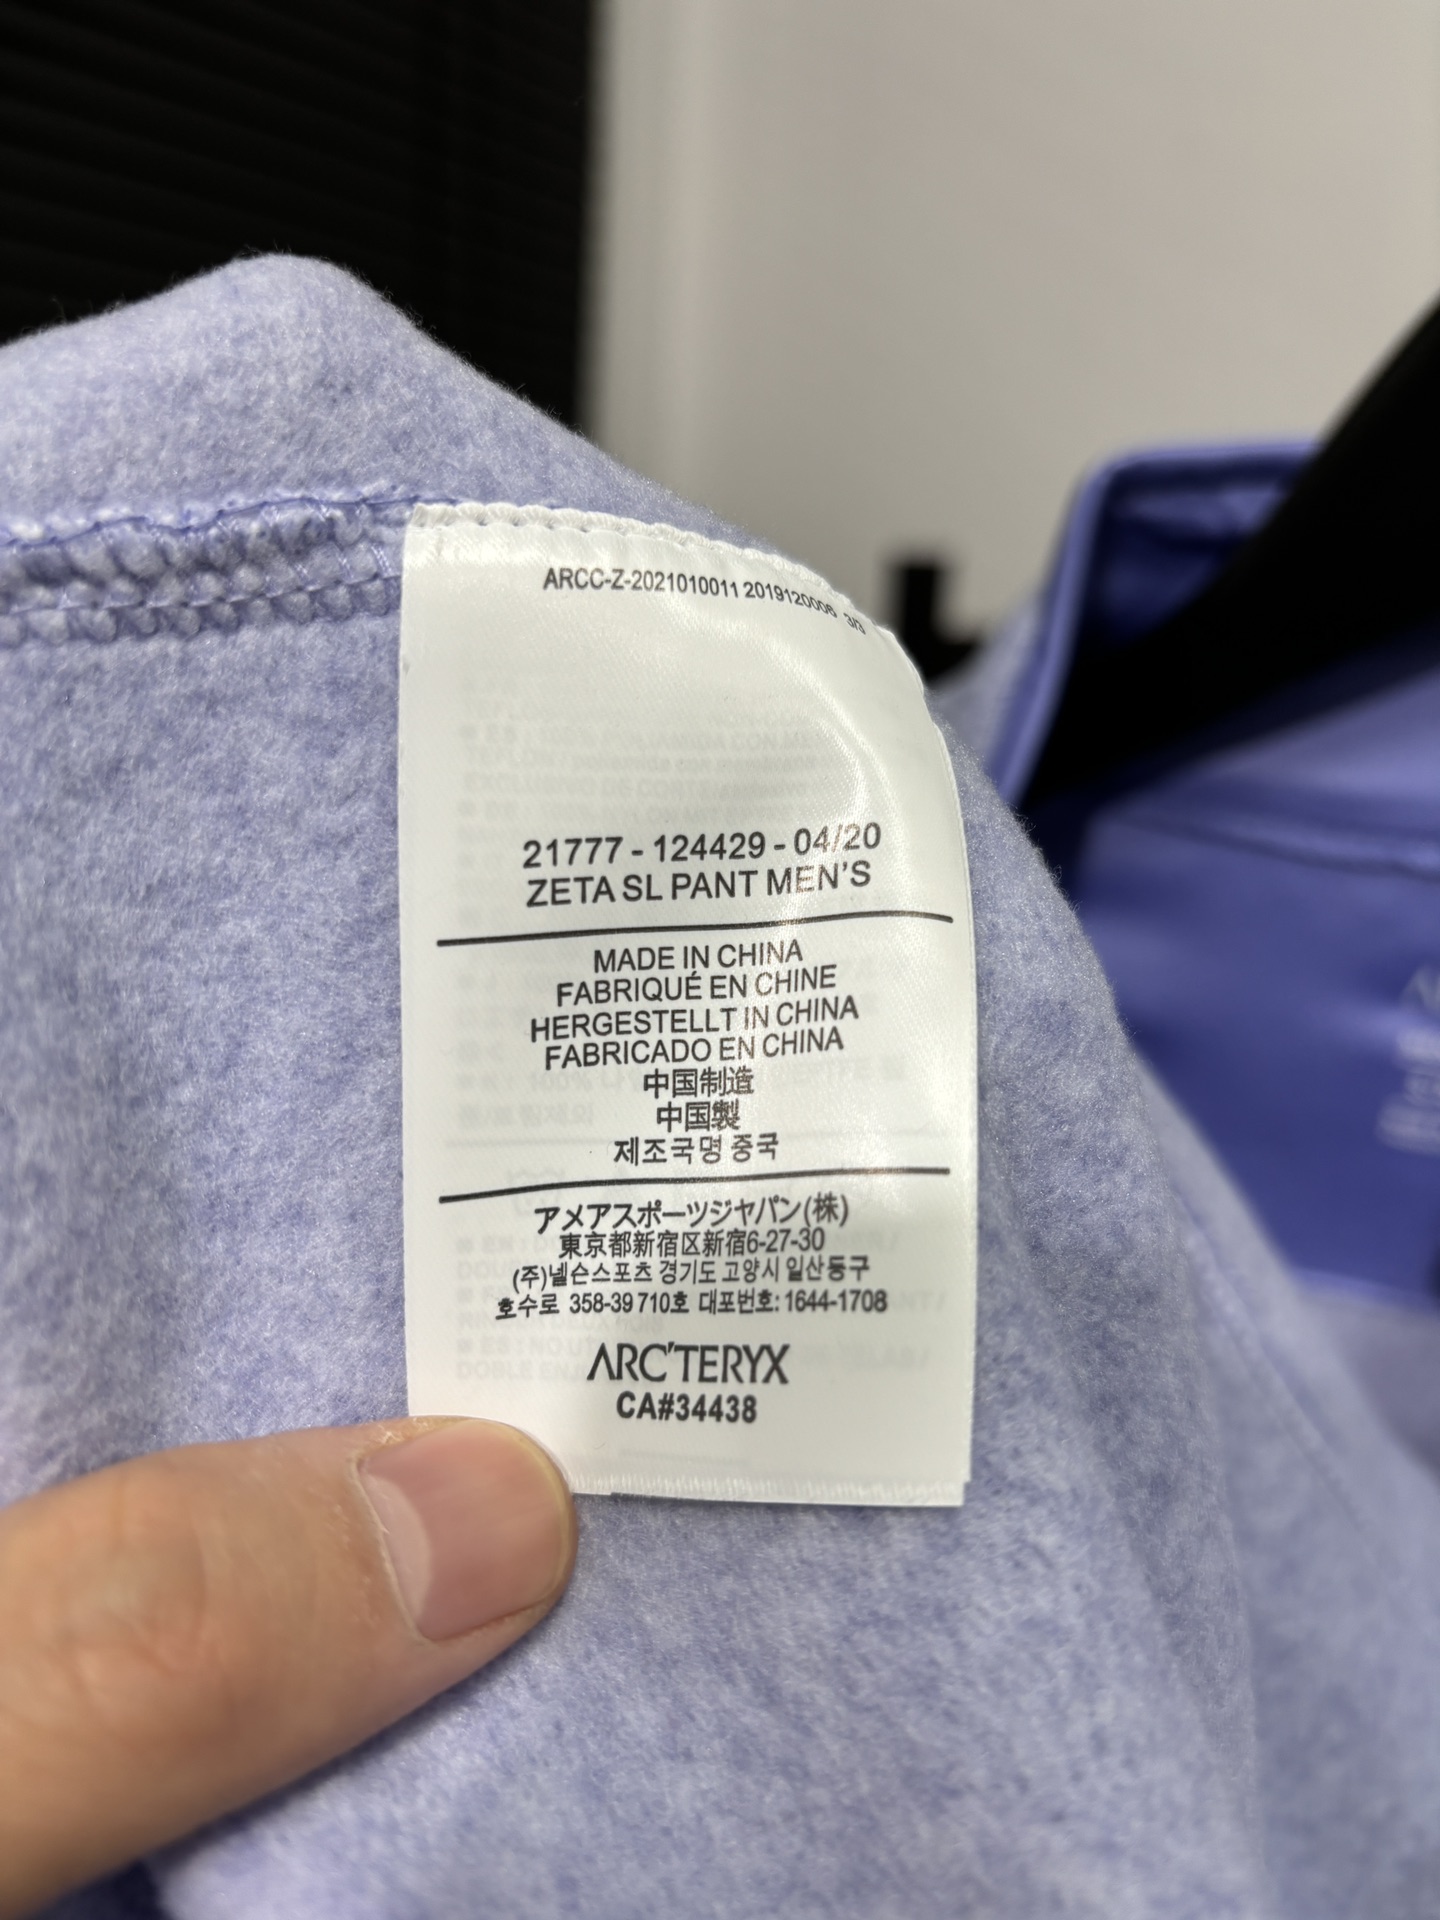 ARCC-Z-2021010011 2019120006 3/3
21777 - 124429 - 04/20
ZETA SL PANT MEN'S
MADE IN CHINA
FABRIQUÉ EN CHINE
HERGESTELLT IN CHINA
FABRICADO EN CHINA
中国制造
中国製
제조국명 중국
アメアスポーツジャパン(株)
東京都新宿区新宿6-27-30
(주)넬슨스포츠 경기도 고양시 일산동구
호수로 358-39 710호 대표번호: 1644-1708
ARC'TERYX
CA#34438